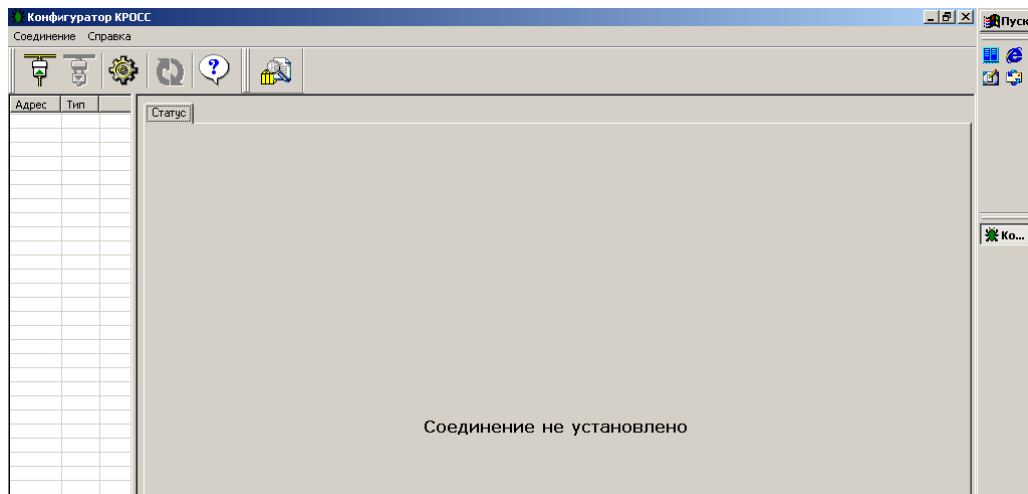 Конфигуратор КРОСС
Пуск
Соединение Справка
Адрес Тип
Статус
Ко...
Соединение не установлено